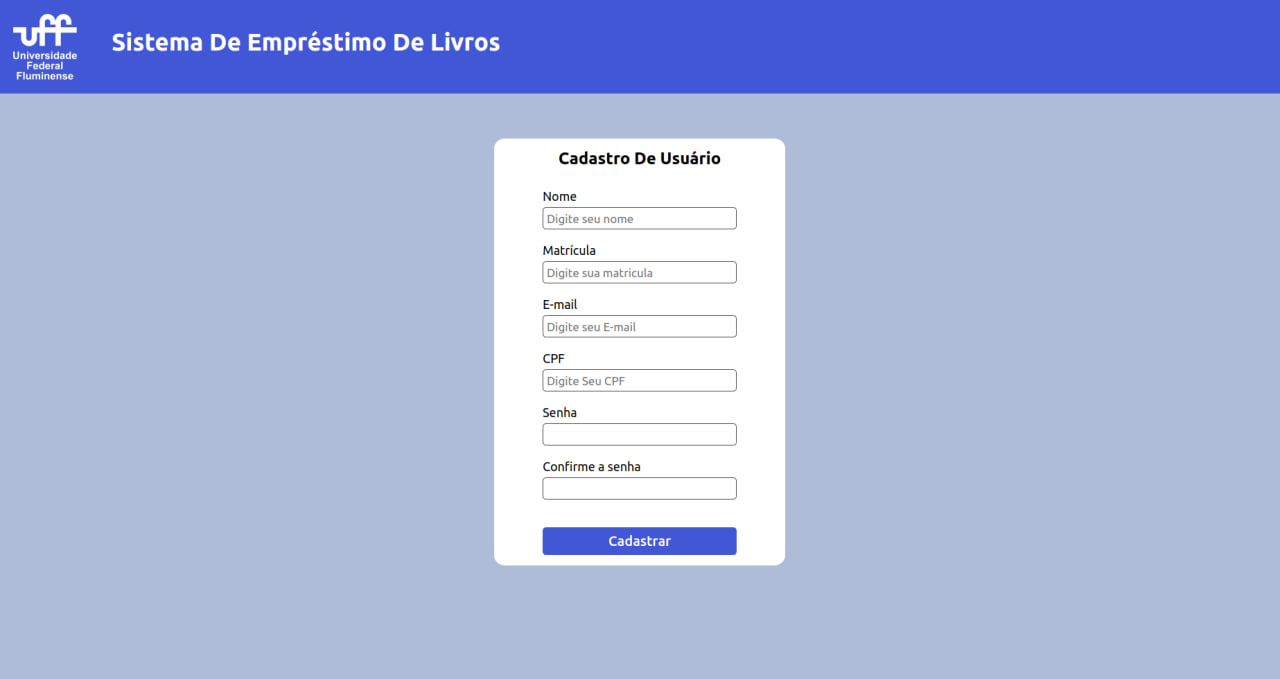 uff
Universidade
Federal
Fluminense
Sistema De Empréstimo De Livros
Cadastro De Usuário
Nome
Digite seu nome
Matrícula
Digite sua matricula
E-mail
Digite seu E-mail
CPF
Digite Seu CPF
Senha
Confirme a senha
Cadastrar